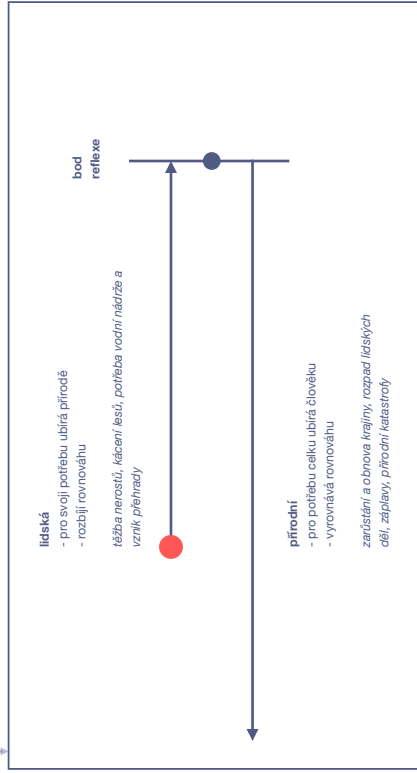 bod
reflexe
lidská
- pro svoji potřebu ubírá přírodě
- rozbíjí rovnováhu
těžba nerostů, kácení lesů, potřeba vodní nádrže a
vznik přehrady
přírodní
- pro potřebu celku ubírá člověku
- vyrovnává rovnováhu
zarůstání a obnova krajiny, rozpad lidských
děl, záplavy, přírodní katastrofy